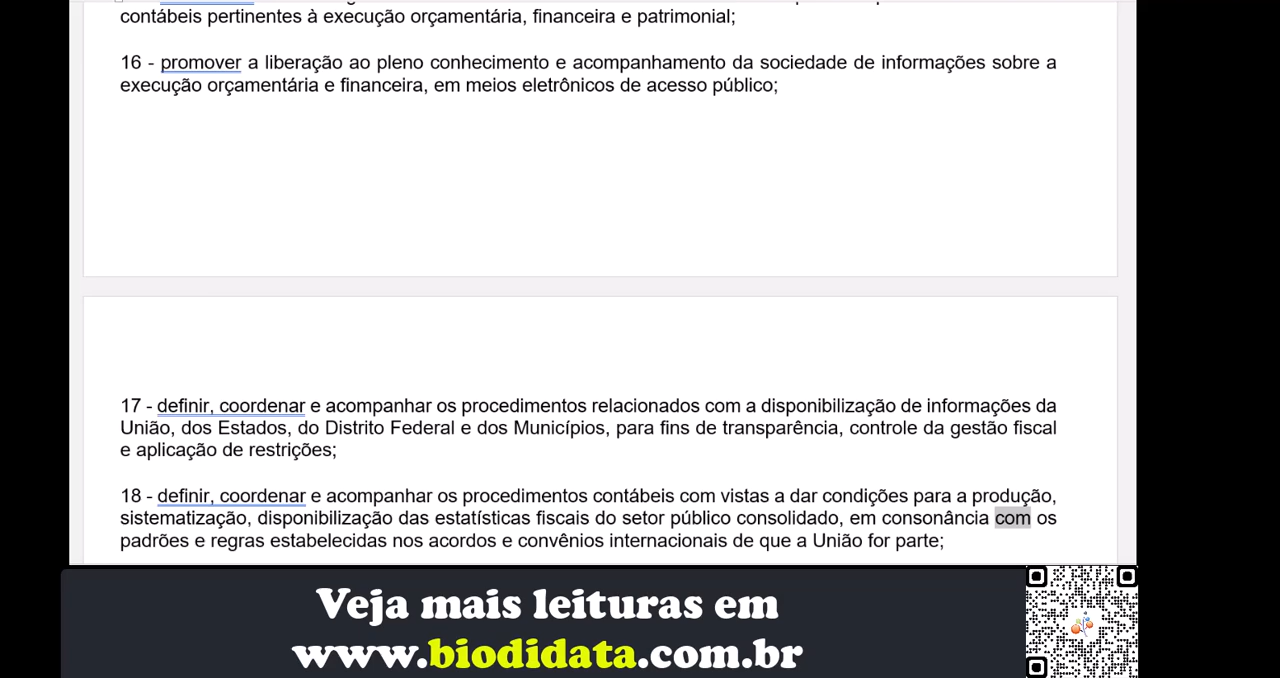 contábeis pertinentes à execução orçamentária, financeira e patrimonial;
16 - promover a liberação ao pleno conhecimento e acompanhamento da sociedade de informações sobre a
execução orçamentária e financeira, em meios eletrônicos de acesso público;
17 - definir, coordenar e acompanhar os procedimentos relacionados com a disponibilização de informações da
União, dos Estados, do Distrito Federal e dos Municípios, para fins de transparência, controle da gestão fiscal
e aplicação de restrições;
18 - definir, coordenar e acompanhar os procedimentos contábeis com vistas a dar condições para a produção,
sistematização, disponibilização das estatísticas fiscais do setor público consolidado, em consonância com os
padrões e regras estabelecidas nos acordos e convênios internacionais de que a União for parte;
Veja mais leituras em
www.biodidata.com.br